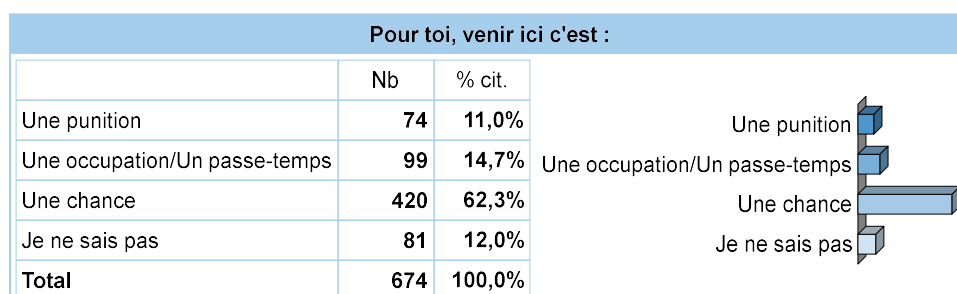 Pour toi, venir ici c'est :
Nb % cit.
Une punition 74 11,0%
Une occupation/Un passe-temps 99 14,7%
Une chance 420 62,3%
Je ne sais pas 81 12,0%
Total 674 100,0%
Une punition
Une occupation/Un passe-temps
Une chance
Je ne sais pas